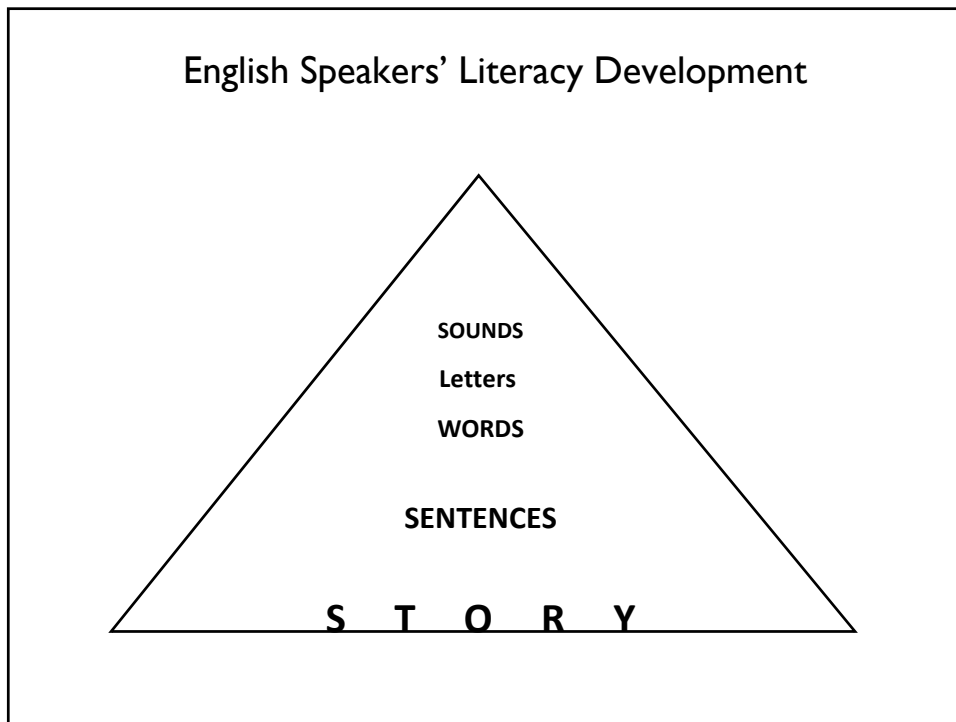 English Speakers’ Literacy Development
SOUNDS
Letters
WORDS
SENTENCES
S T O R Y